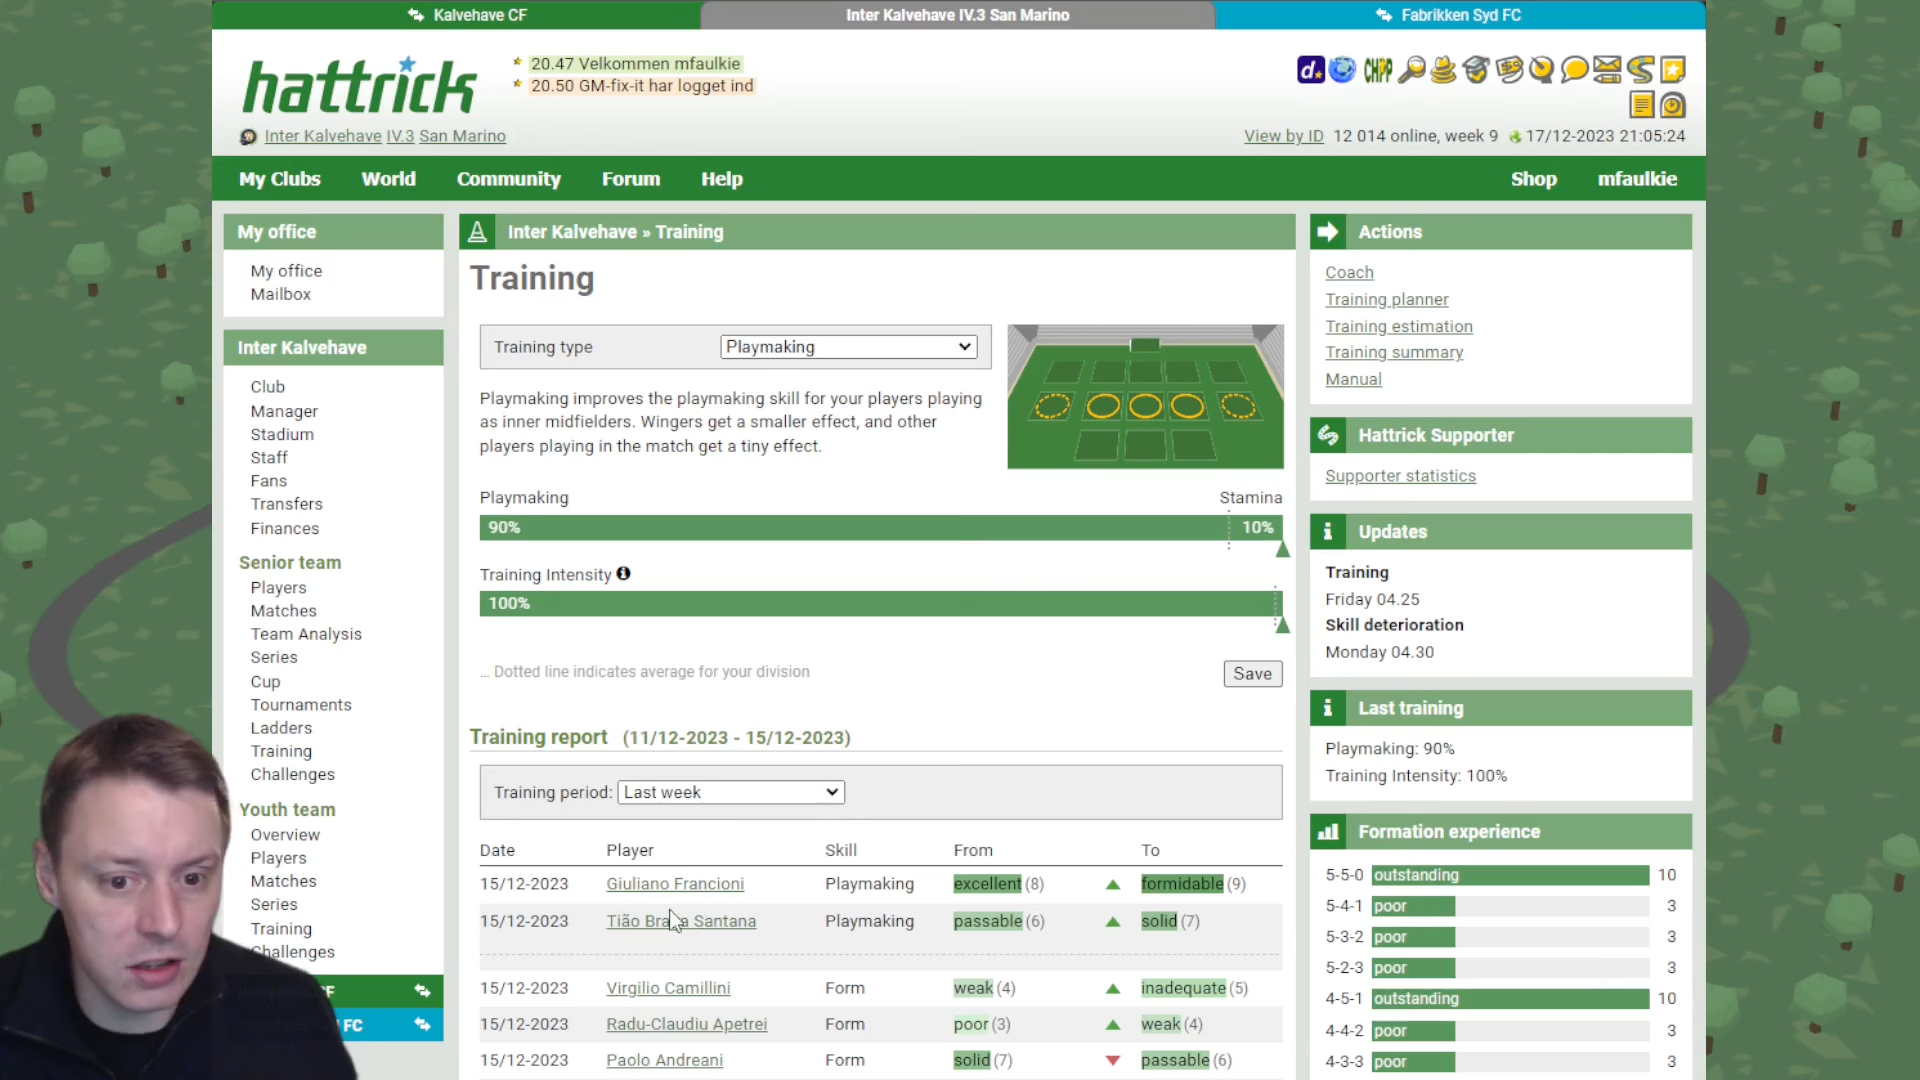 Kalvehave CF
Inter Kalvehave IV.3 San Marino
Fabrikken Syd FC
hattrick
20.47 Velkommen mfaulkie
20.50 GM-fix-it har logget ind
CHPP
Inter Kalvehave IV.3 San Marino
View by ID 12 014 online, week 9 17/12-2023 21:05:24
My Clubs World Community Forum Help Shop mfaulkie
My office
My office
Mailbox
Inter Kalvehave
Club
Manager
Stadium
Staff
Fans
Transfers
Finances
Senior team
Players
Matches
Team Analysis
Series
Cup
Tournaments
Ladders
Training
Challenges
Youth team
Overview
Players
Matches
Series
Training
Challenges
FC
Inter Kalvehave » Training
Training
Training type Playmaking
Playmaking improves the playmaking skill for your players playing
as inner midfielders. Wingers get a smaller effect, and other
players playing in the match get a tiny effect.
Playmaking Stamina
90% 10%
Training Intensity
100%
... Dotted line indicates average for your division
Save
Training report (11/12-2023 - 15/12-2023)
Training period: Last week
Date Player Skill From To
15/12-2023 Giuliano Francioni Playmaking excellent (8) formidable (9)
15/12-2023 Tião Braga Santana Playmaking passable (6) solid (7)
15/12-2023 Virgilio Camillini Form weak (4) inadequate (5)
15/12-2023 Radu-Claudiu Apetrei Form poor (3) weak (4)
15/12-2023 Paolo Andreani Form solid (7) passable (6)
Actions
Coach
Training planner
Training estimation
Training summary
Manual
Hattrick Supporter
Supporter statistics
Updates
Training
Friday 04.25
Skill deterioration
Monday 04.30
Last training
Playmaking: 90%
Training Intensity: 100%
Formation experience
5-5-0 outstanding 10
5-4-1 poor 3
5-3-2 poor 3
5-2-3 poor 3
4-5-1 outstanding 10
4-4-2 poor 3
4-3-3 poor 3